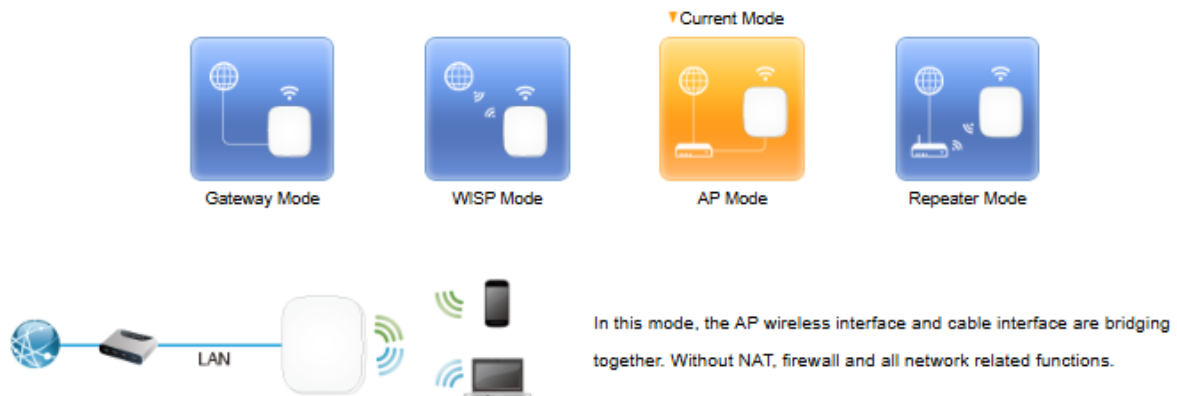 Current Mode
Gateway Mode
WISP Mode
AP Mode
Repeater Mode
LAN
In this mode, the AP wireless interface and cable interface are bridging
together. Without NAT, firewall and all network related functions.